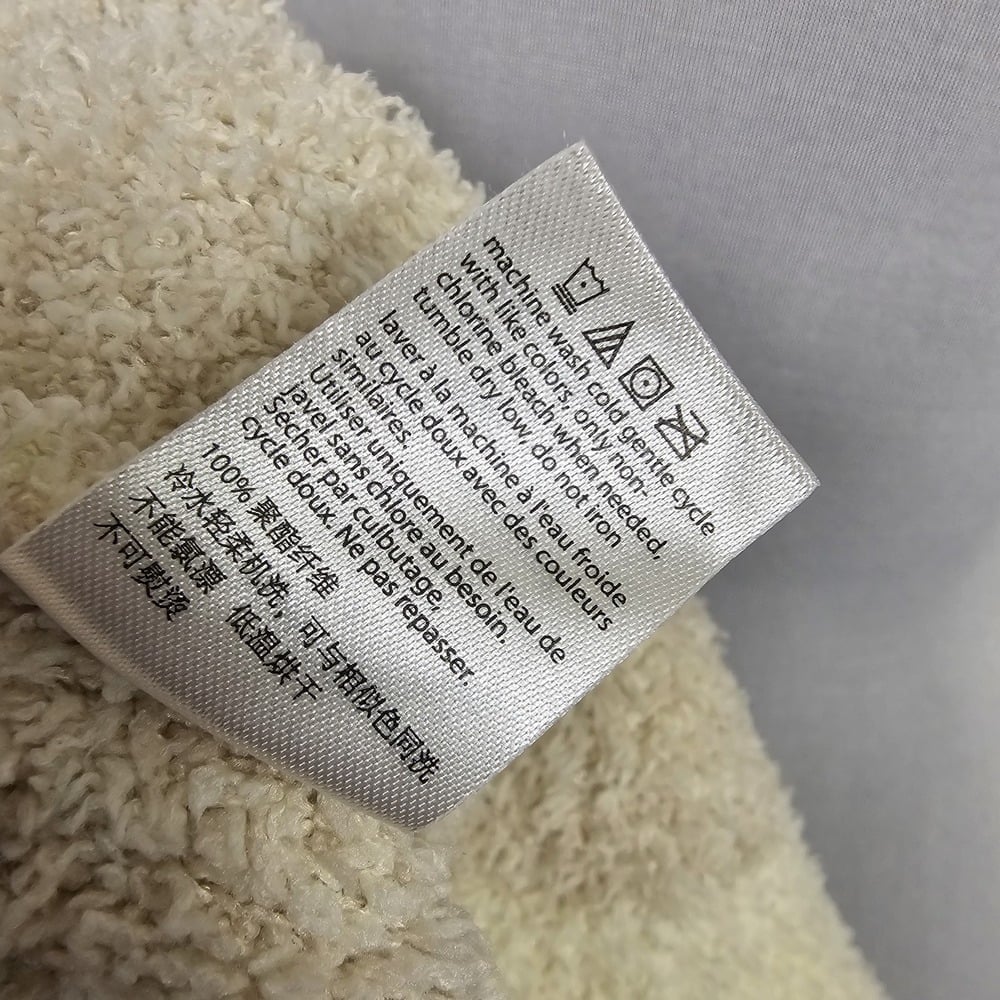 machine wash cold gentle cycle
with like colors, only non-
chlorine bleach when needed.
tumble dry low, do not iron
laver à la machine à l'eau froide
au cycle doux avec des couleurs
similaires.
Utiliser uniquement de l'eau de
javel sans chlore au besoin.
Sécher par culbutage,
cycle doux. Ne pas repasser.
100% 聚酯纤维
冷水轻柔机洗，可与相似色同洗
不能氯漂 低温烘干
不可熨烫